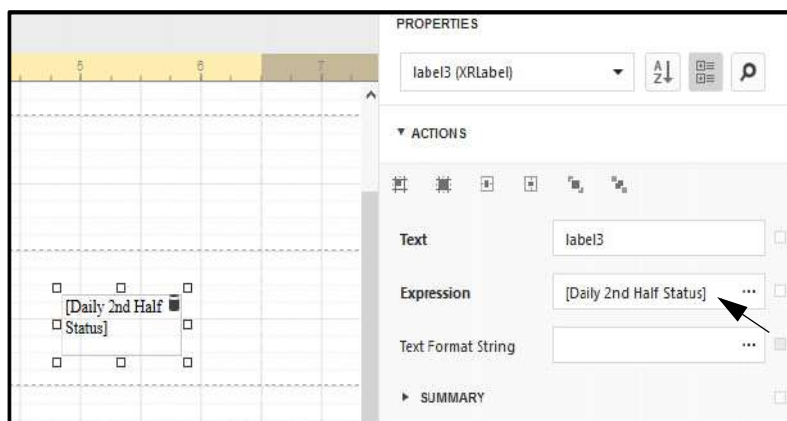 PROPERTIES
5 6 7
label3 (XRLabel)
A
Z
ACTIONS
Text label3
[Daily 2nd Half
Status]
Expression [Daily 2nd Half Status] ...
Text Format String ...
SUMMARY